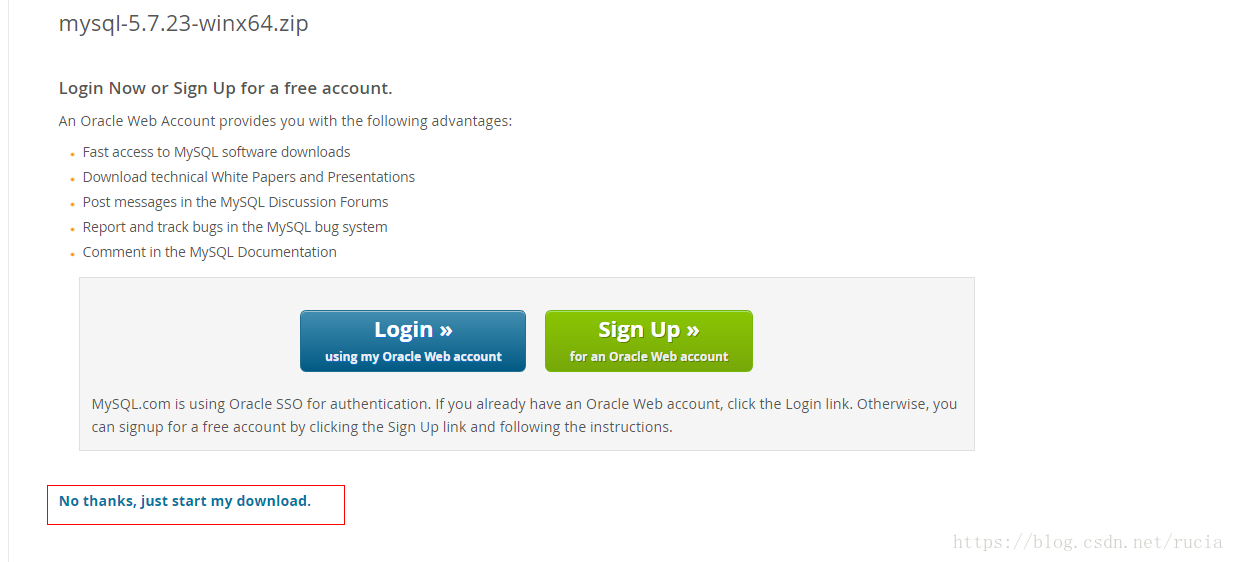 mysql-5.7.23-winx64.zip
Login Now or Sign Up for a free account.
An Oracle Web Account provides you with the following advantages:
Fast access to MySQL software downloads
Download technical White Papers and Presentations
Post messages in the MySQL Discussion Forums
Report and track bugs in the MySQL bug system
Comment in the MySQL Documentation
Login »
using my Oracle Web account
Sign Up »
for an Oracle Web account
MySQL.com is using Oracle SSO for authentication. If you already have an Oracle Web account, click the Login link. Otherwise, you
can signup for a free account by clicking the Sign Up link and following the instructions.
No thanks, just start my download.
https://blog.csdn.net/rucia